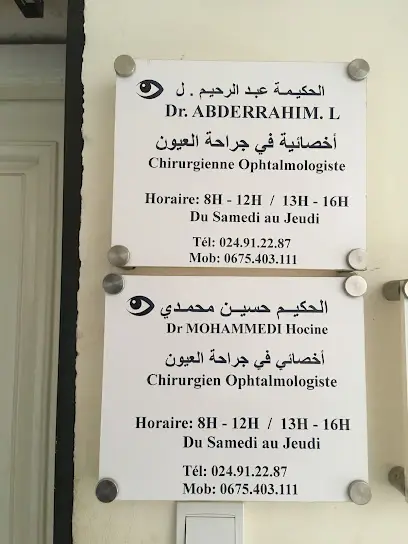 الحكيمة عبد الرحيم . ل
Dr. ABDERRAHIM. L
أخصائية في جراحة العيون
Chirurgienne Ophtalmologiste
Horaire: 8H - 12H / 13H - 16H
Du Samedi au Jeudi
Tél: 024.91.22.87
Mob: 0675.403.111
الحكيم حسين محمدي
Dr MOHAMMEDI Hocine
أخصائي في جراحة العيون
Chirurgien Ophtalmologiste
Horaire: 8H - 12H / 13H - 16H
Du Samedi au Jeudi
Tél: 024.91.22.87
Mob: 0675.403.111